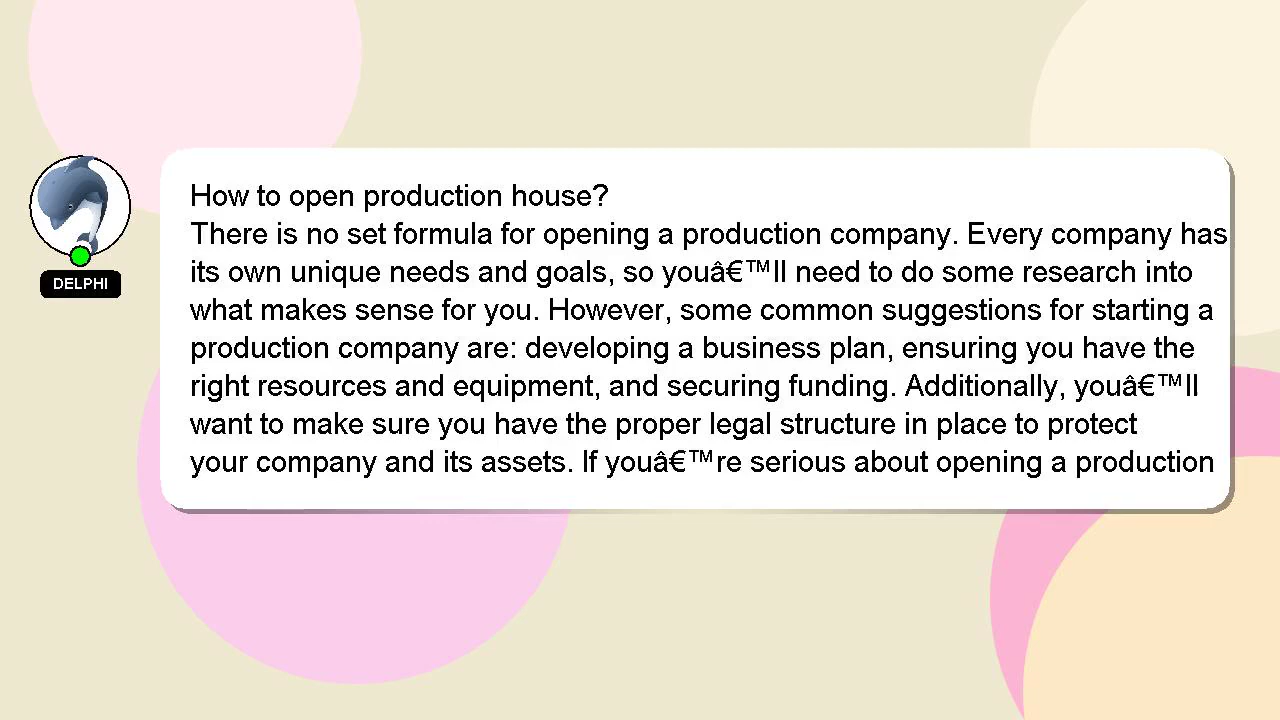 DELPHI
How to open production house?
There is no set formula for opening a production company. Every company has
its own unique needs and goals, so youâ€™ll need to do some research into
what makes sense for you. However, some common suggestions for starting a
production company are: developing a business plan, ensuring you have the
right resources and equipment, and securing funding. Additionally, youâ€™ll
want to make sure you have the proper legal structure in place to protect
your company and its assets. If youâ€™re serious about opening a production